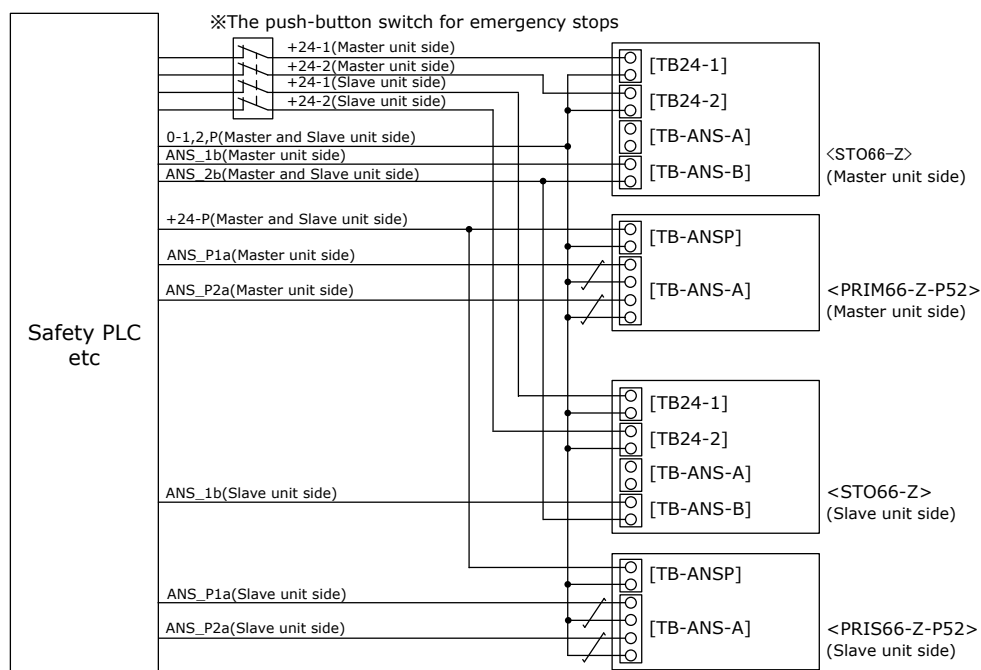 ※The push-button switch for emergency stops
+24-1(Master unit side)
+24-2(Master unit side)
+24-1(Slave unit side)
+24-2(Slave unit side)
0-1,2,P(Master and Slave unit side)
ANS_1b(Master unit side)
ANS_2b(Master and Slave unit side)
[TB24-1]
[TB24-2]
[TB-ANS-A]
[TB-ANS-B]
<STO66-Z>
(Master unit side)
+24-P(Master and Slave unit side)
ANS_P1a(Master unit side)
ANS_P2a(Master unit side)
[TB-ANSP]
[TB-ANS-A]
<PRIM66-Z-P52>
(Master unit side)
Safety PLC
etc
[TB24-1]
[TB24-2]
[TB-ANS-A]
[TB-ANS-B]
ANS_1b(Slave unit side)
<STO66-Z>
(Slave unit side)
[TB-ANSP]
[TB-ANS-A]
ANS_P1a(Slave unit side)
ANS_P2a(Slave unit side)
<PRIS66-Z-P52>
(Slave unit side)